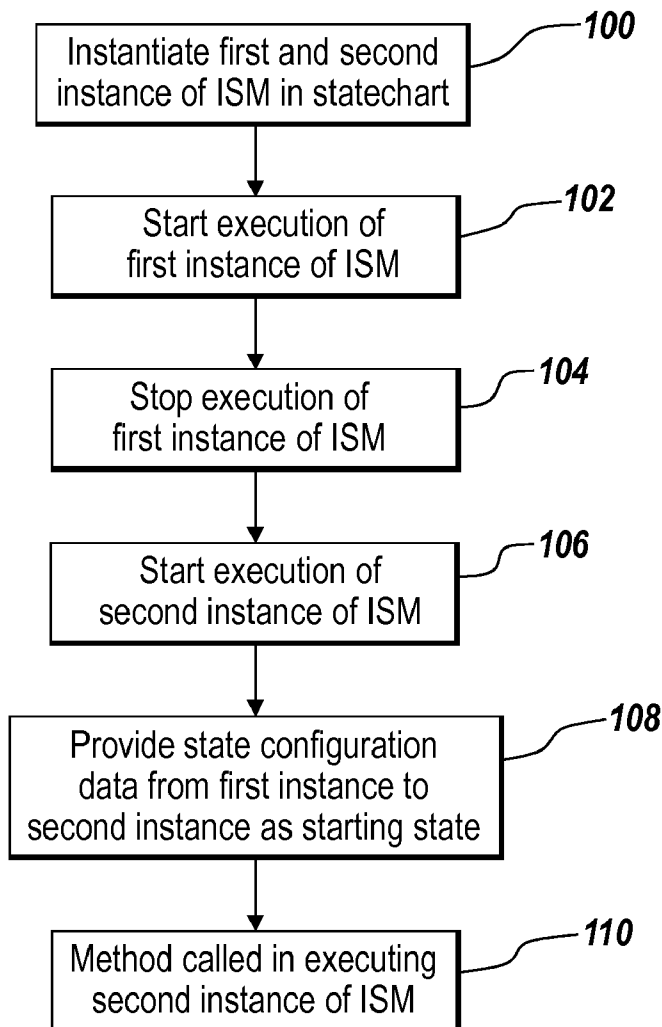 100
Instantiate first and second
instance of ISM in statechart
102
Start execution of
first instance of ISM
104
Stop execution of
first instance of ISM
106
Start execution of
second instance of ISM
108
Provide state configuration
data from first instance to
second instance as starting state
110
Method called in executing
second instance of ISM